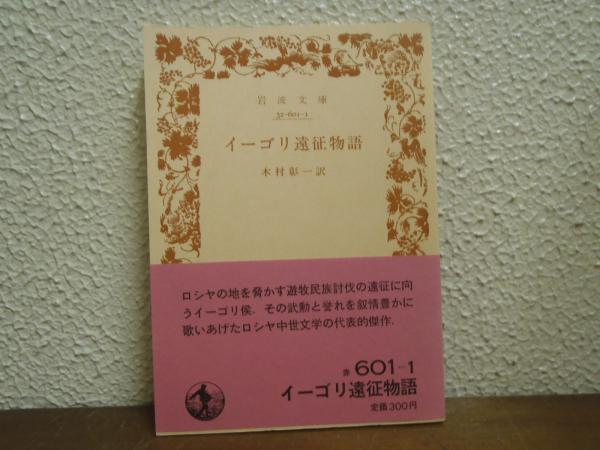 岩波文庫
32-601-1
イーゴリ遠征物語
木村彰一訳
ロシヤの地を脅かす遊牧民族討伐の遠征に向
うイーゴリ侯．その武勲と誉れを叙情豊かに
歌いあげたロシヤ中世文学の代表的傑作．
赤 601-1
イーゴリ遠征物語
定価300円